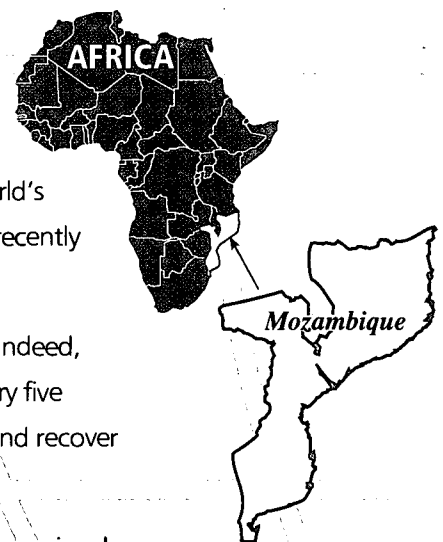 AFRICA
rld's
recently
Mozambique
ndeed,
ry five
nd recover